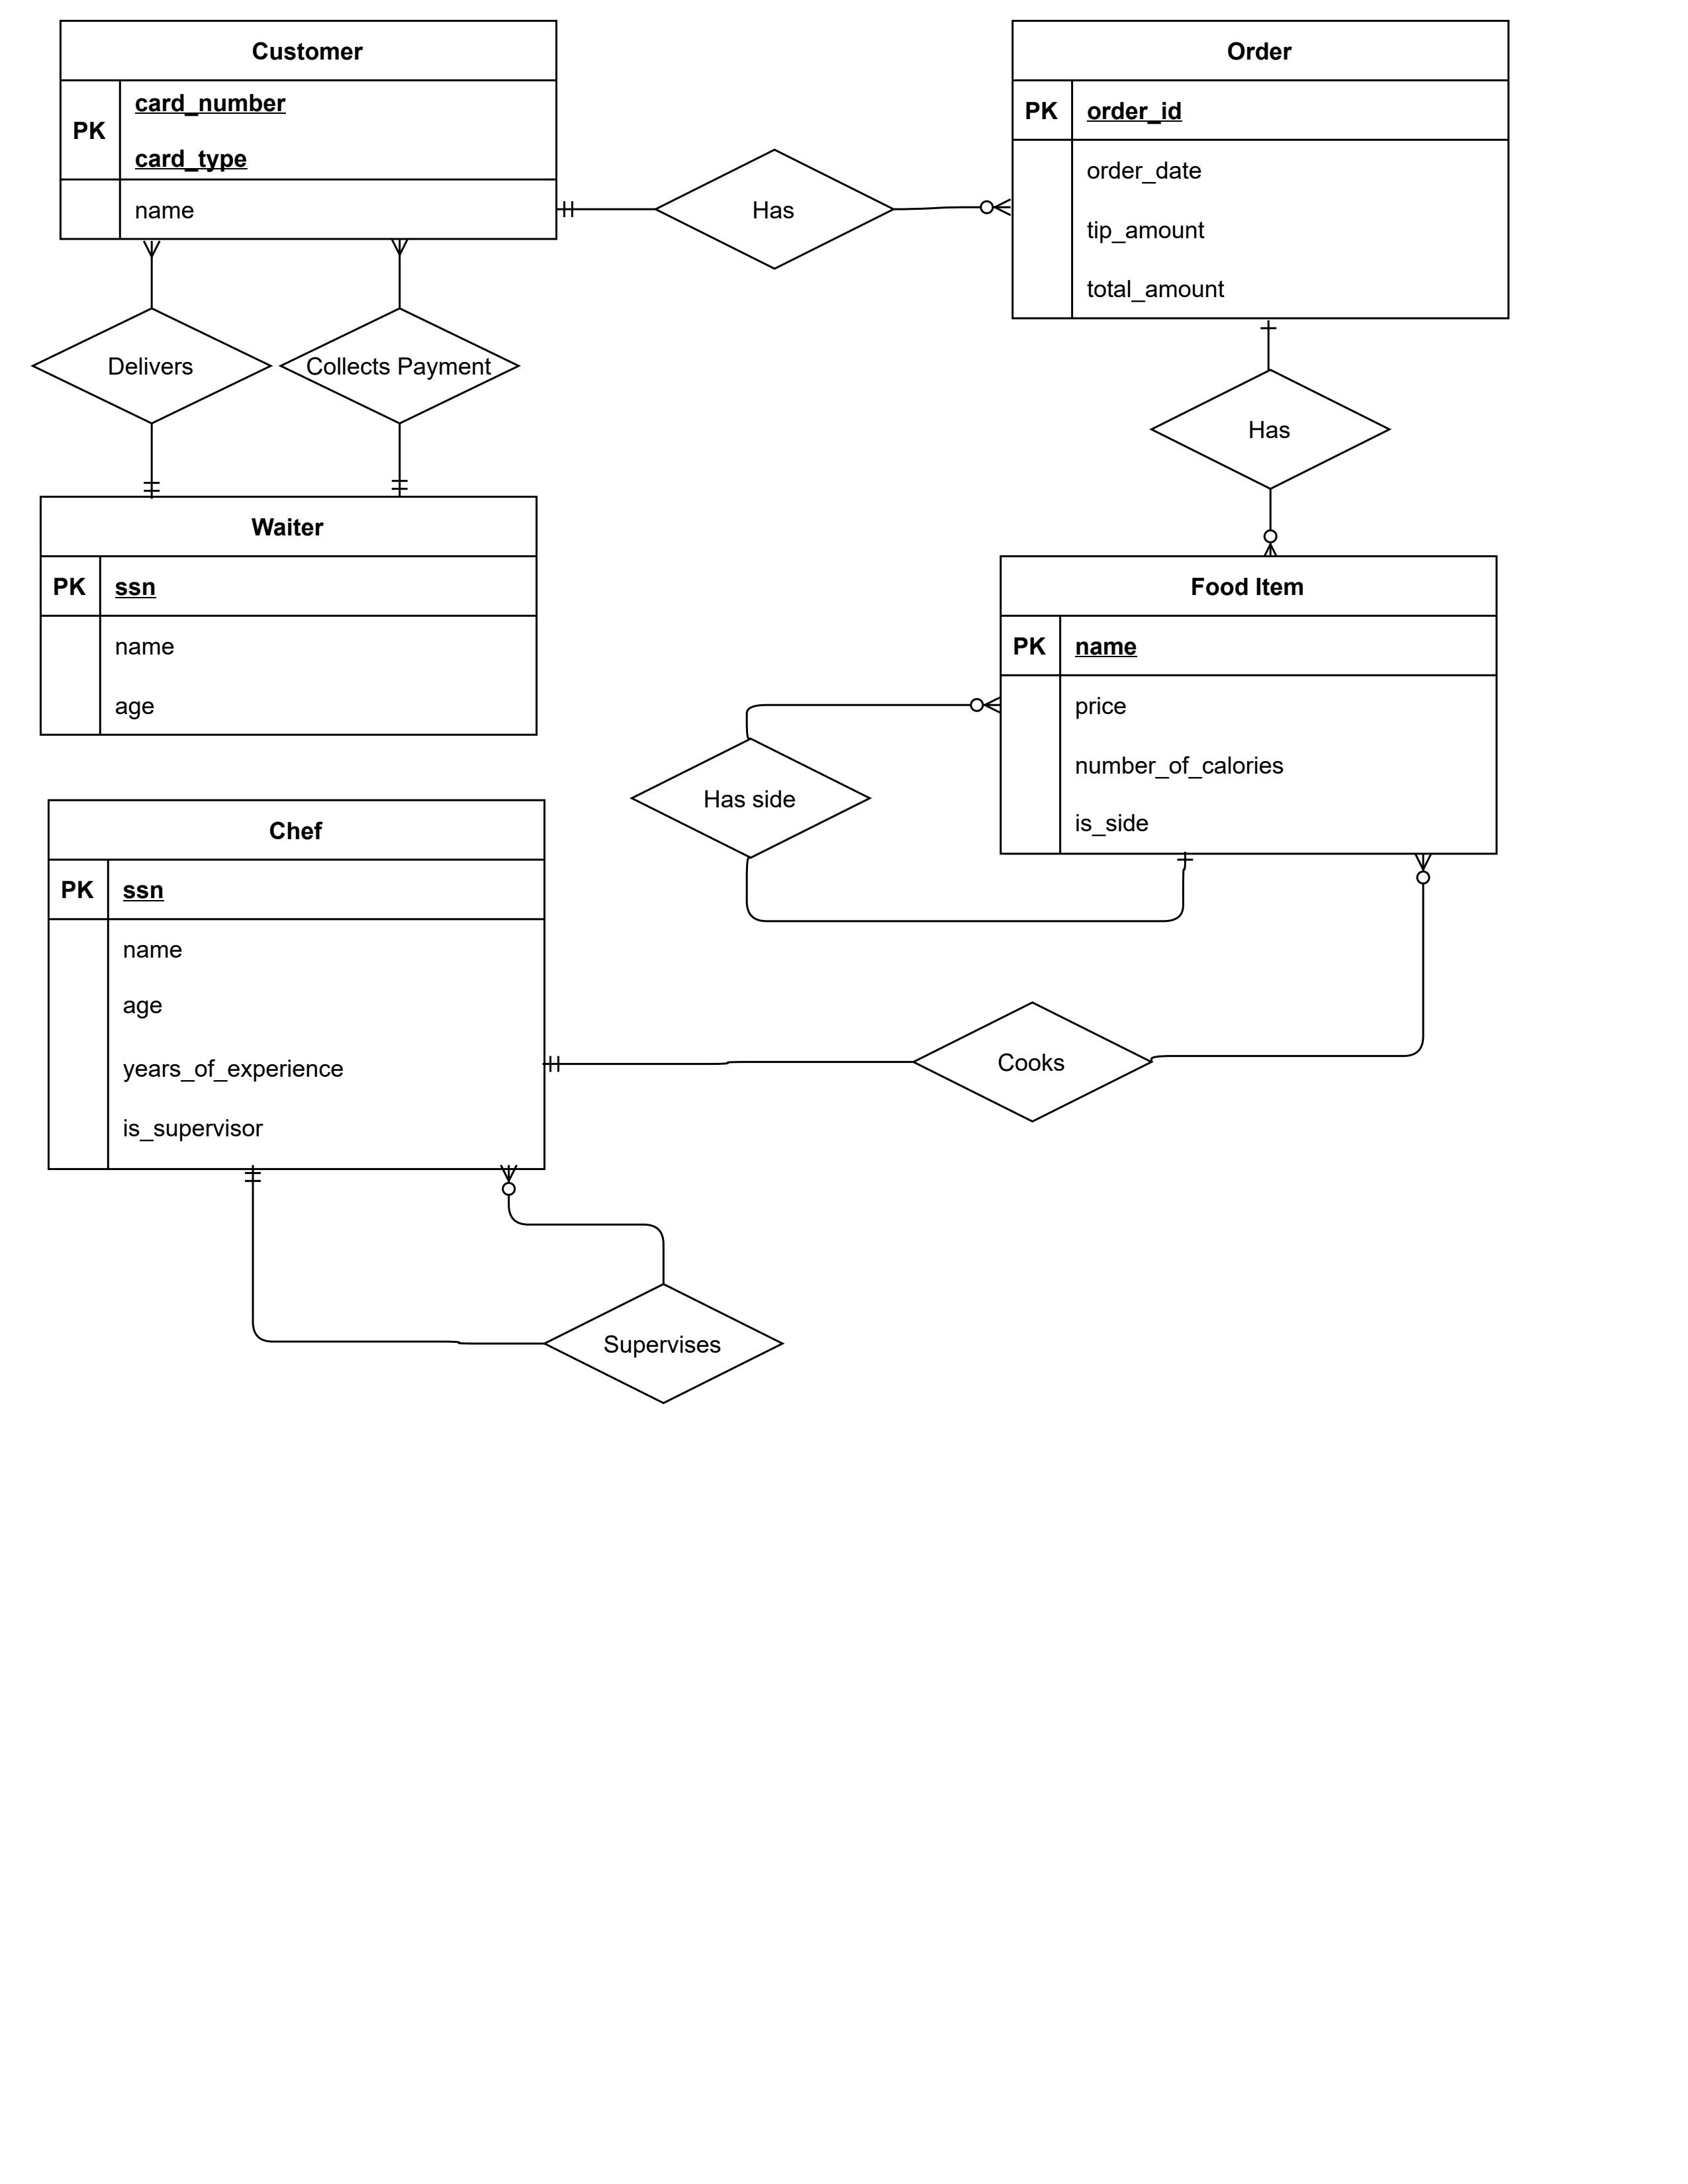 Customer
PK
card_number
card_type
name
Has
Order
PK
order_id
order_date
tip_amount
total_amount
Delivers
Collects Payment
Has
Waiter
PK
ssn
name
age
Food Item
PK
name
price
number_of_calories
is_side
Has side
Chef
PK
ssn
name
age
years_of_experience
is_supervisor
Cooks
Supervises